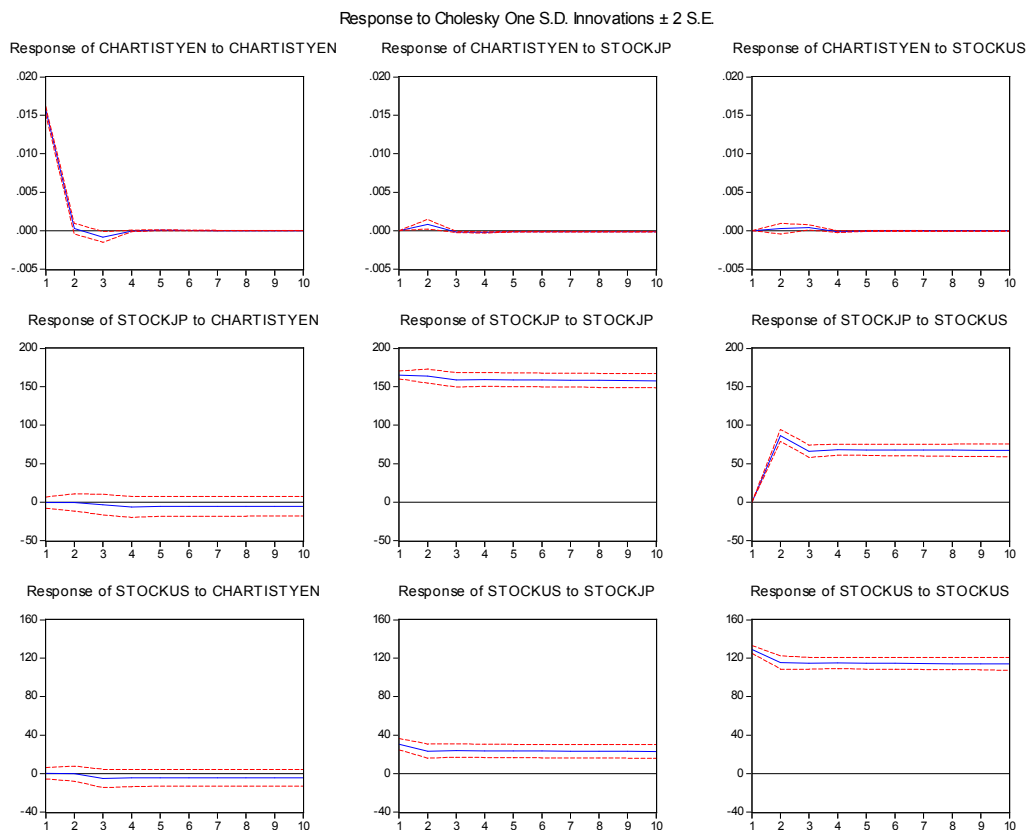 Response to Cholesky One S.D. Innovations ± 2 S.E.
Response of CHARTISTYEN to CHARTISTYEN
.020
.015
.010
.005
.000
-.005
1 2 3 4 5 6 7 8 9 10
Response of CHARTISTYEN to STOCKJP
.020
.015
.010
.005
.000
-.005
1 2 3 4 5 6 7 8 9 10
Response of CHARTISTYEN to STOCKUS
.020
.015
.010
.005
.000
-.005
1 2 3 4 5 6 7 8 9 10
Response of STOCKJP to CHARTISTYEN
200
150
100
50
0
-50
1 2 3 4 5 6 7 8 9 10
Response of STOCKJP to STOCKJP
200
150
100
50
0
-50
1 2 3 4 5 6 7 8 9 10
Response of STOCKJP to STOCKUS
200
150
100
50
0
-50
1 2 3 4 5 6 7 8 9 10
Response of STOCKUS to CHARTISTYEN
160
120
80
40
0
-40
1 2 3 4 5 6 7 8 9 10
Response of STOCKUS to STOCKJP
160
120
80
40
0
-40
1 2 3 4 5 6 7 8 9 10
Response of STOCKUS to STOCKUS
160
120
80
40
0
-40
1 2 3 4 5 6 7 8 9 10